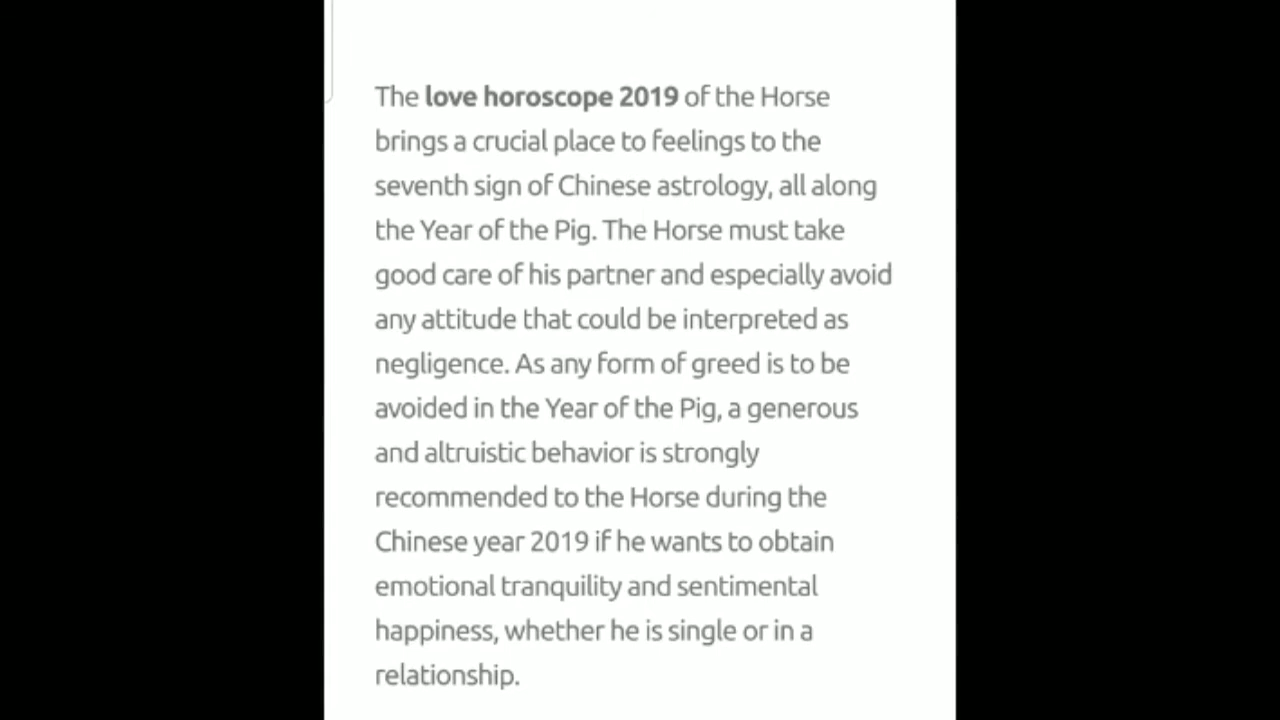 The love horoscope 2019 of the Horse
brings a crucial place to feelings to the
seventh sign of Chinese astrology, all along
the Year of the Pig. The Horse must take
good care of his partner and especially avoid
any attitude that could be interpreted as
negligence. As any form of greed is to be
avoided in the Year of the Pig, a generous
and altruistic behavior is strongly
recommended to the Horse during the
Chinese year 2019 if he wants to obtain
emotional tranquility and sentimental
happiness, whether he is single or in a
relationship.